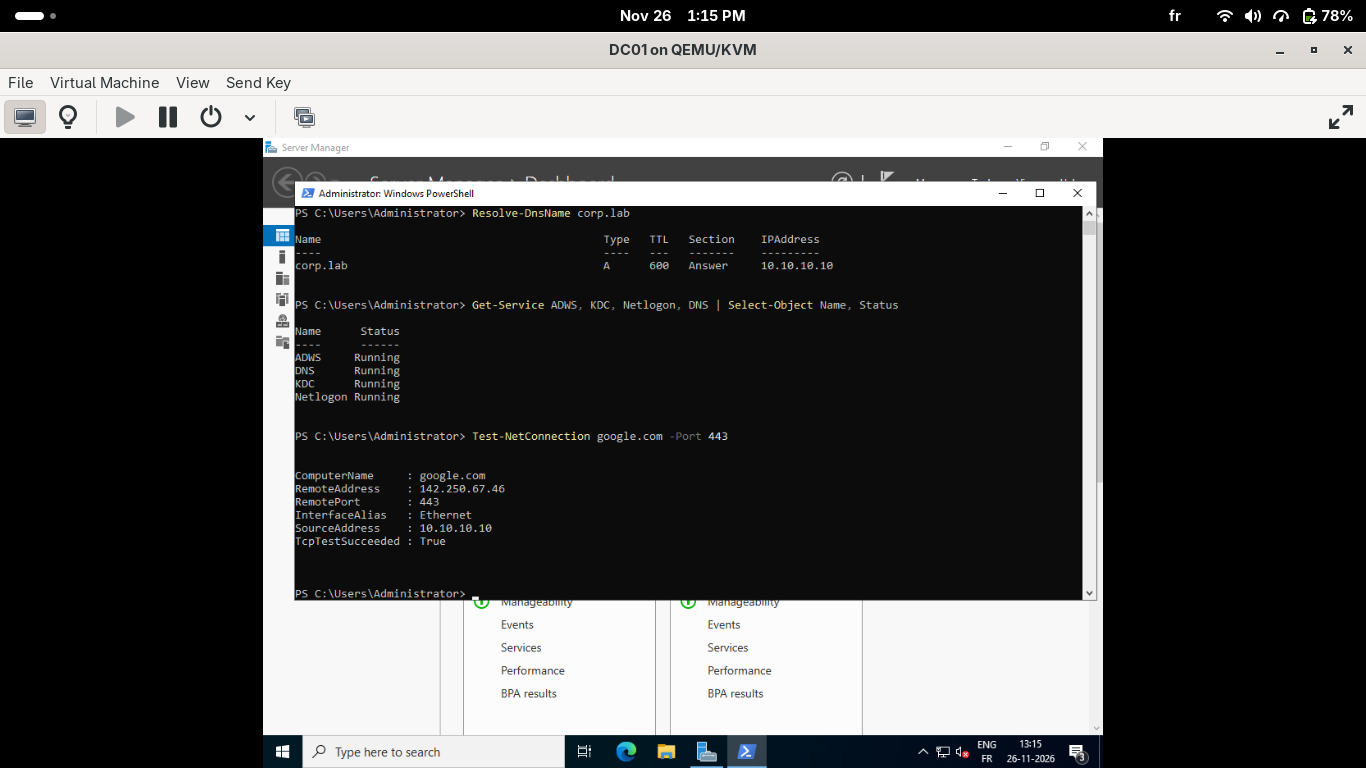 Nov 26 1:15 PM
fr
78%
DC01 on QEMU/KVM
File Virtual Machine View Send Key
Server Manager
Administrator: Windows PowerShell
PS C:\Users\Administrator> Resolve-DnsName corp.lab
Name Type TTL Section IPAddress
---- ---- --- ------- ---------
corp.lab A 600 Answer 10.10.10.10
PS C:\Users\Administrator> Get-Service ADWS, KDC, Netlogon, DNS | Select-Object Name, Status
Name Status
---- ------
ADWS Running
DNS Running
KDC Running
Netlogon Running
PS C:\Users\Administrator> Test-NetConnection google.com -Port 443
ComputerName : google.com
RemoteAddress : 142.250.67.46
RemotePort : 443
InterfaceAlias : Ethernet
SourceAddress : 10.10.10.10
TcpTestSucceeded : True
PS C:\Users\Administrator>
Manageability Manageability
Events Events
Services Services
Performance Performance
BPA results BPA results
Type here to search
ENG
FR
13:15
26-11-2026
3